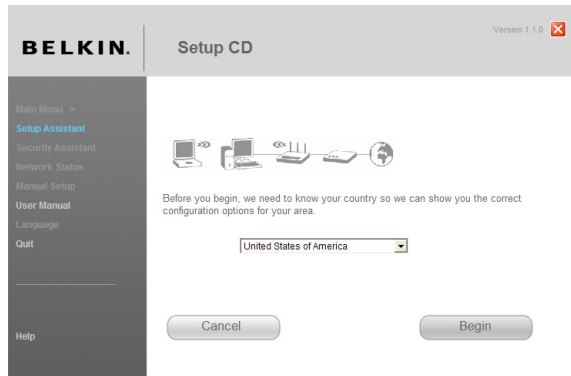 BELKIN.
Setup CD
Version 1.1.0
Main Menu >
Setup Assistant
Security Assistant
Network Status
Manual Setup
User Manual
Language
Quit
Help
Before you begin, we need to know your country so we can show you the correct
configuration options for your area.
United States of America
Cancel
Begin